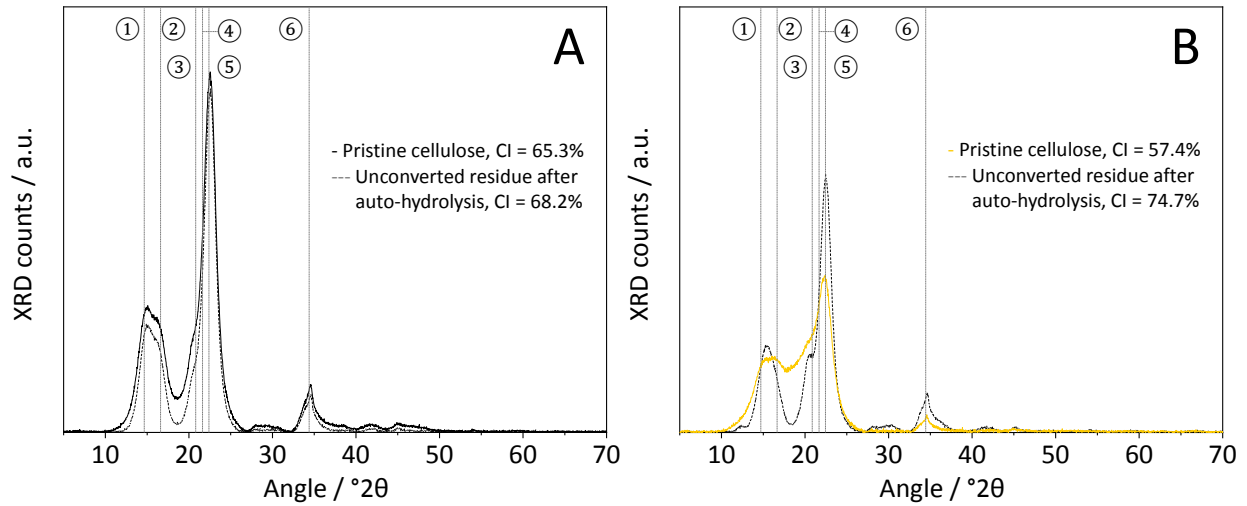 ① ② ④ ⑥ A
③ ⑤
- Pristine cellulose, CI = 65.3%
--- Unconverted residue after
auto-hydrolysis, CI = 68.2%
XRD counts / a.u.
10 20 30 40 50 60 70
Angle / °2θ
① ② ④ ⑥ B
③ ⑤
- Pristine cellulose, CI = 57.4%
--- Unconverted residue after
auto-hydrolysis, CI = 74.7%
XRD counts / a.u.
10 20 30 40 50 60 70
Angle / °2θ